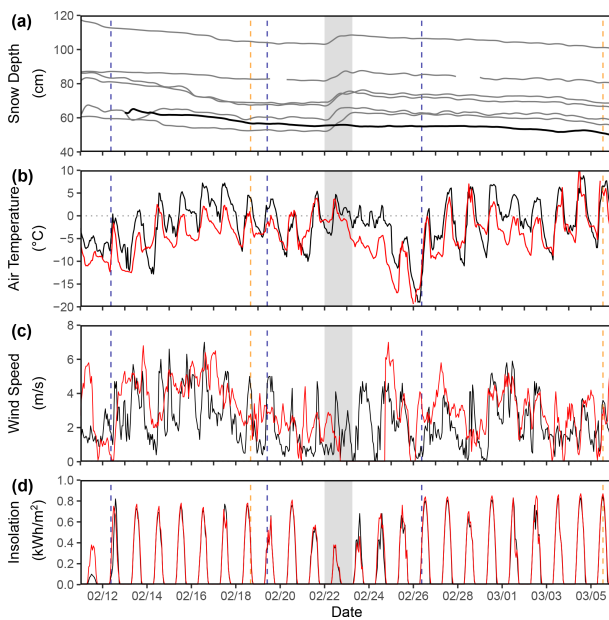 (a)
Snow Depth
(cm)
120
100
80
60
40
(b)
Air Temperature
(°C)
10
5
0
−5
−10
−15
−20
(c)
Wind Speed
(m/s)
8
6
4
2
0
(d)
Insolation
(kWh/m²)
1.0
0.8
0.6
0.4
0.2
0.0
02/12 02/14 02/16 02/18 02/20 02/22 02/24 02/26 02/28 03/01 03/03 03/05
Date